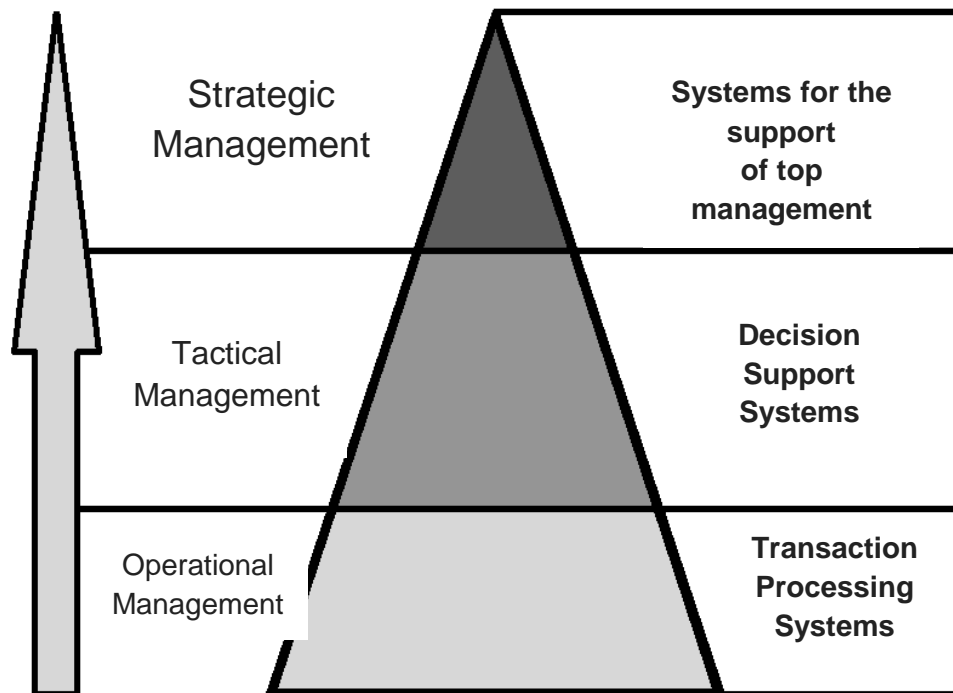 Strategic
Management
Systems for the
support
of top
management
Tactical
Management
Decision
Support
Systems
Operational
Management
Transaction
Processing
Systems